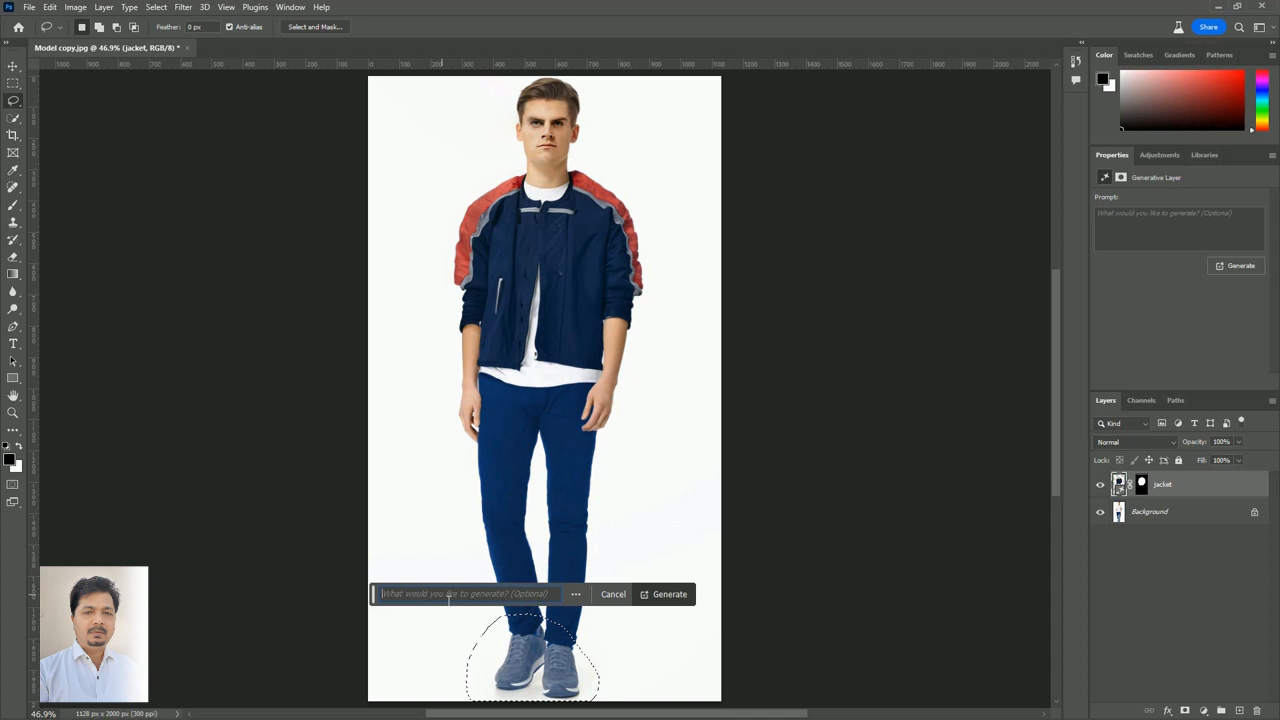 Ps File Edit Image Layer Type Select Filter 3D View Plugins Window Help
Feather: 0 px Anti-alias Select and Mask... Share
Model copy.jpg @ 46.9% (jacket, RGB/8) * ×
Color Swatches Gradients Patterns
Properties Adjustments Libraries
Generative Layer
Prompt:
What would you like to generate? (Optional)
Generate
Layers Channels Paths
Kind
Normal Opacity: 100%
Lock: Fill: 100%
jacket
Background
What would you like to generate? (Optional) ... Cancel Generate
46.9% 1128 px x 2000 px (300 ppi)
fx